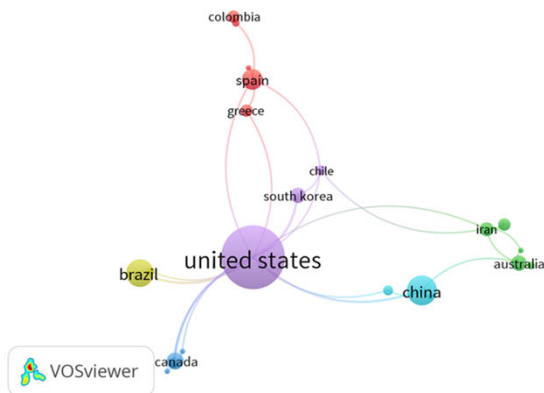 colombia
spain
greece
chile
south korea
iran
united states
australia
brazil
china
canada
VOSviewer